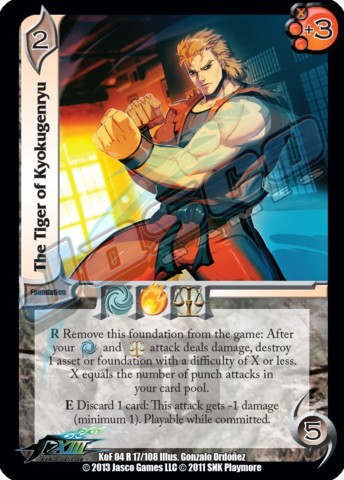 2
+3
The Tiger of Kyokugenryu
Foundation
R Remove this foundation from the game: After
your and attack deals damage, destroy
1 asset or foundation with a difficulty of X or less.
X equals the number of punch attacks in
your card pool.
E Discard 1 card: This attack gets -1 damage
(minimum 1). Playable while committed.
5
XIII
KoF 04 R 17/108 Illus. Gonzalo Ordóñez
© 2013 Jasco Games LLC © 2011 SNK Playmore